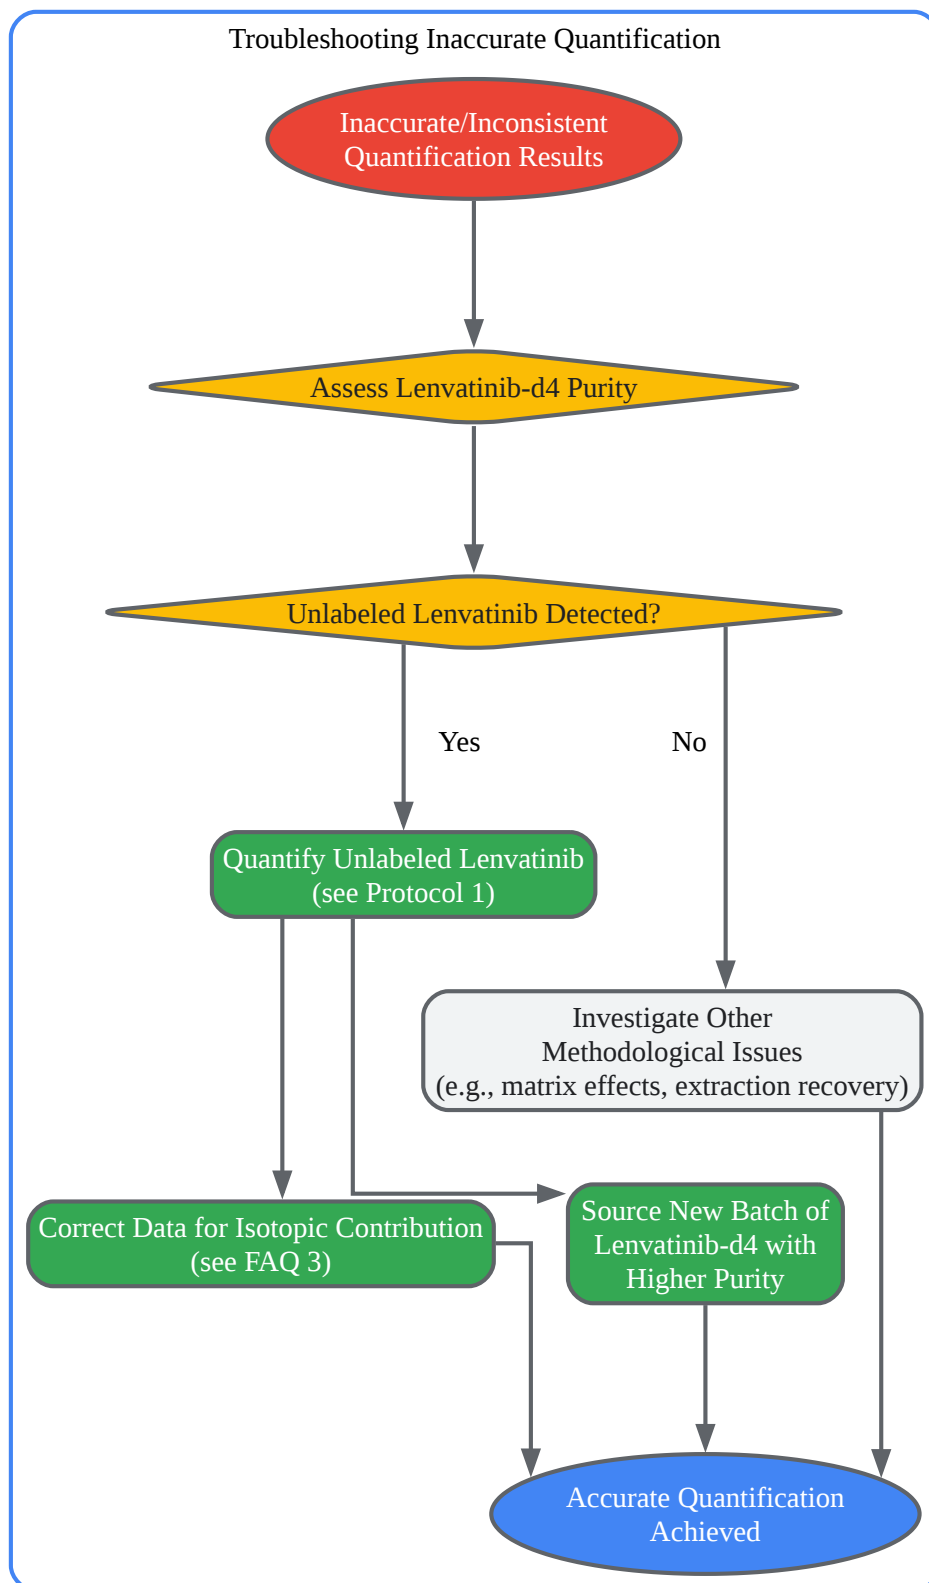 Troubleshooting Inaccurate Quantification
Inaccurate/Inconsistent
Quantification Results
Assess Lenvatinib-d4 Purity
Unlabeled Lenvatinib Detected?
Yes
No
Quantify Unlabeled Lenvatinib
(see Protocol 1)
Investigate Other
Methodological Issues
(e.g., matrix effects, extraction recovery)
Correct Data for Isotopic Contribution
(see FAQ 3)
Source New Batch of
Lenvatinib-d4 with
Higher Purity
Accurate Quantification
Achieved